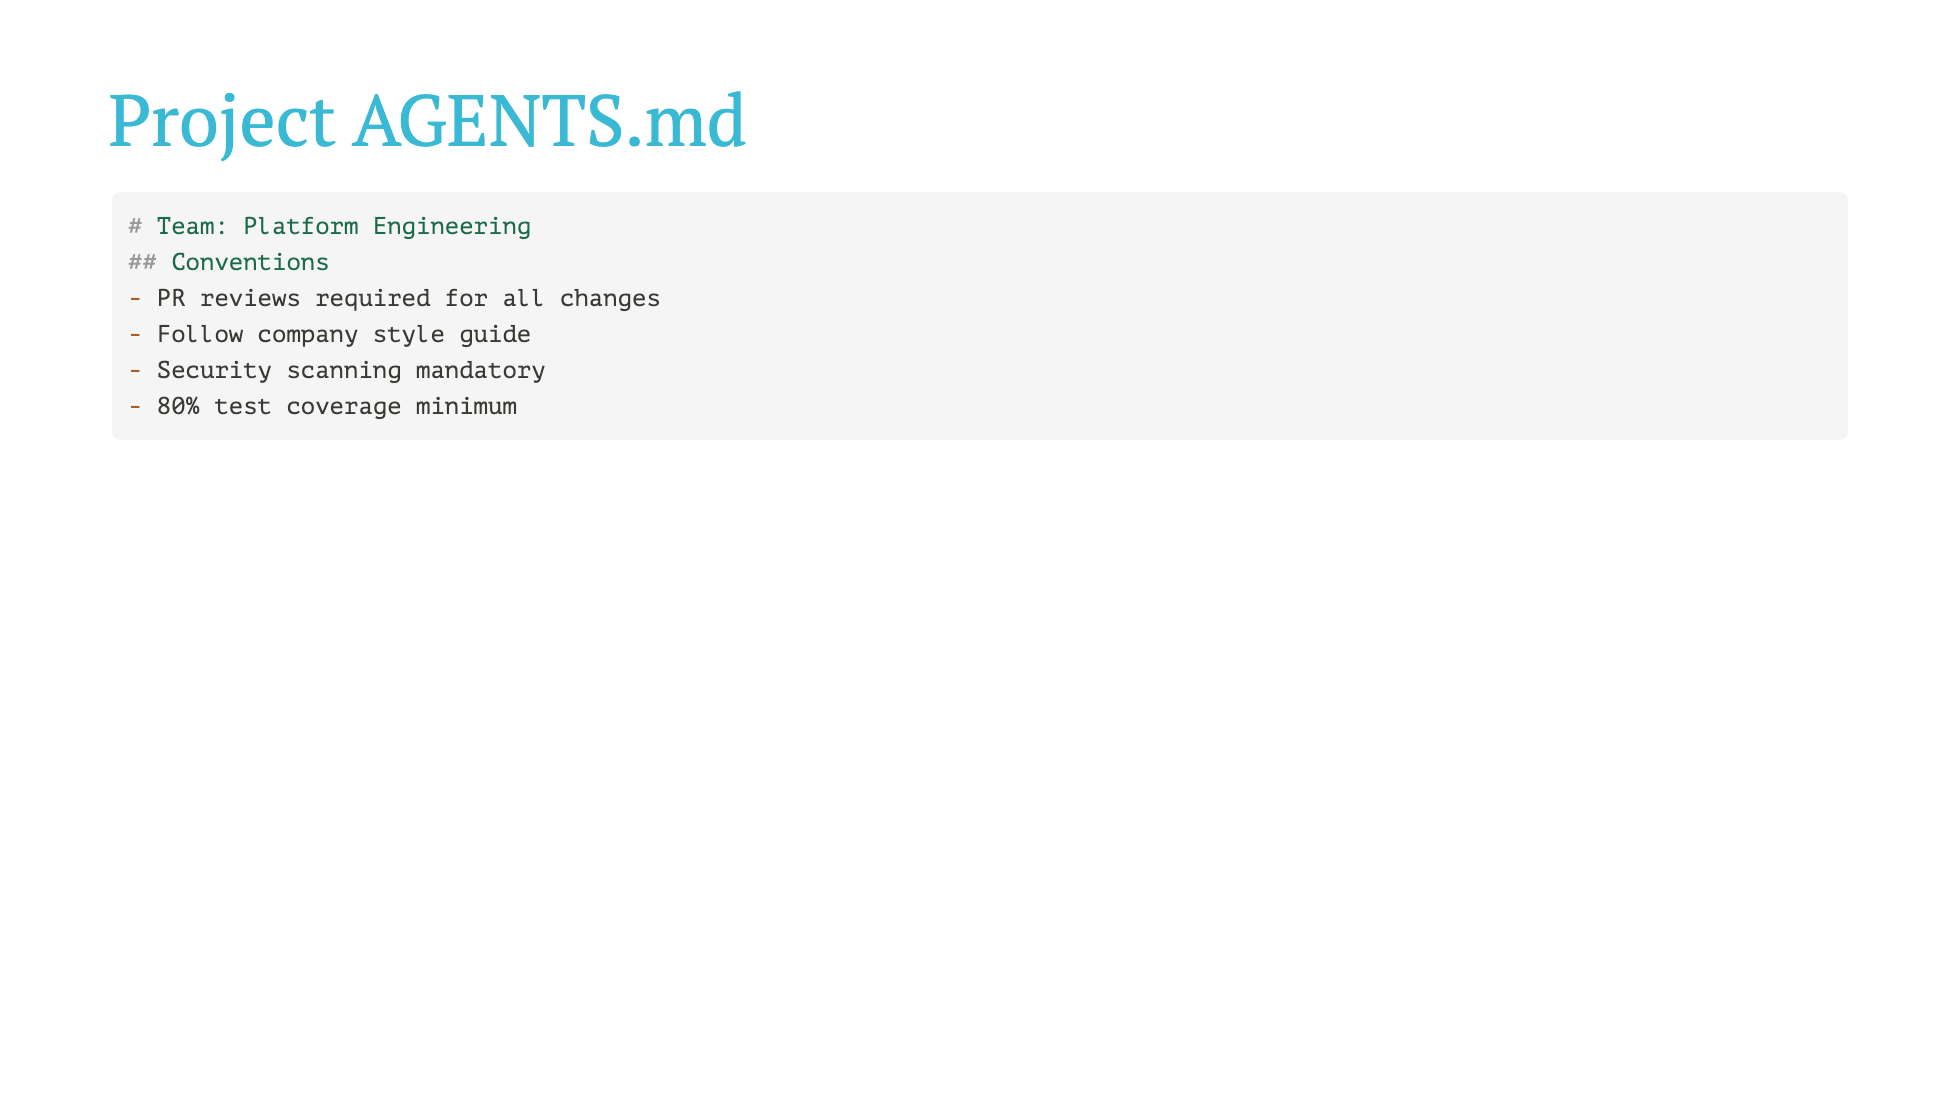 Project AGENTS.md
# Team: Platform Engineering
## Conventions
- PR reviews required for all changes
- Follow company style guide
- Security scanning mandatory
- 80% test coverage minimum